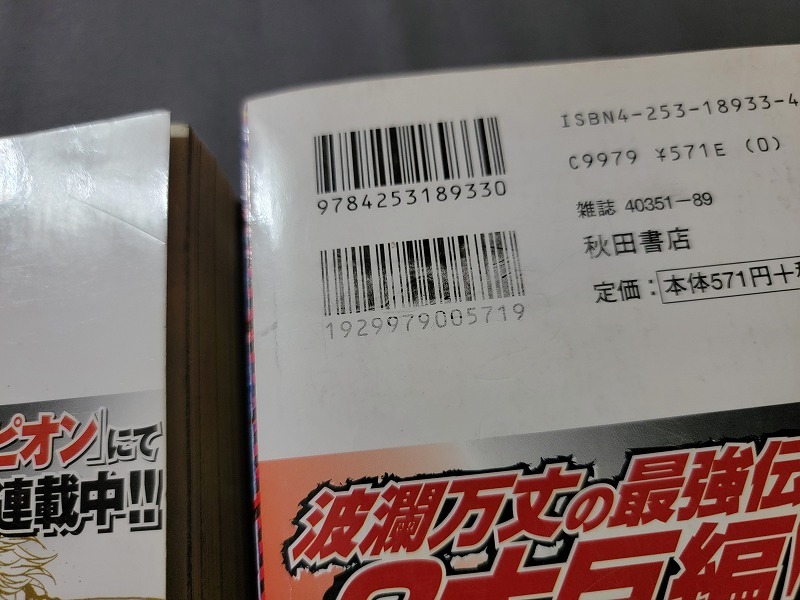 ピオン」にて
連載中!!
ISBN4-253-18933-4
C9979 ¥571E (0)
9784253189330
雑誌 40351-89
秋田書店
1929979005719
定価:本体571円+
波瀾万丈の最強伝